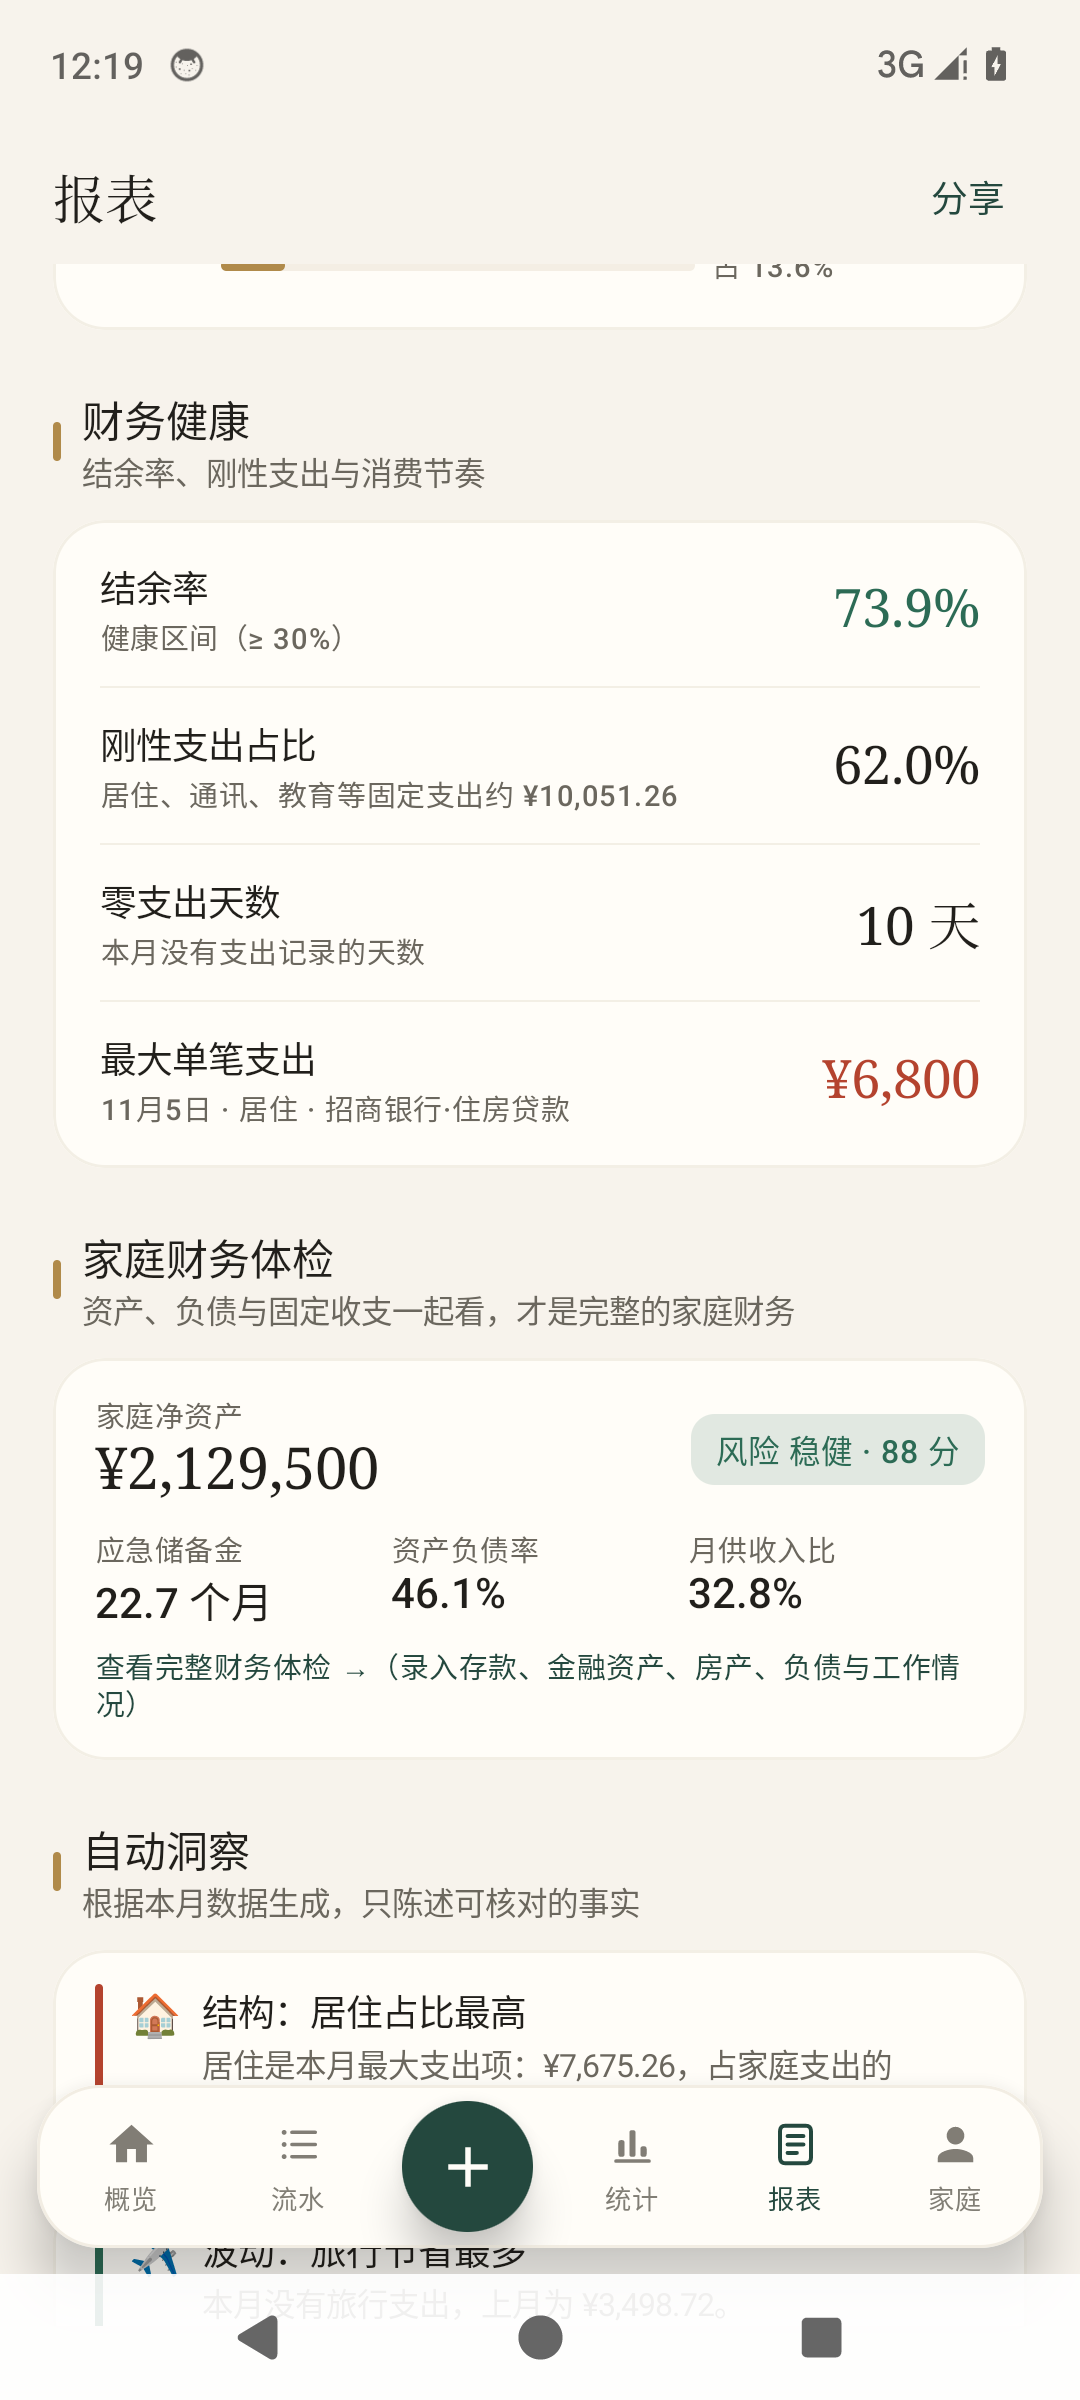 12:19
3G
报表
分享
占 13.6%
财务健康
结余率、刚性支出与消费节奏
结余率
健康区间（≥ 30%）
73.9%
刚性支出占比
居住、通讯、教育等固定支出约 ¥10,051.26
62.0%
零支出天数
本月没有支出记录的天数
10 天
最大单笔支出
11月5日 · 居住 · 招商银行·住房贷款
¥6,800
家庭财务体检
资产、负债与固定收支一起看，才是完整的家庭财务
家庭净资产
¥2,129,500
风险 稳健 · 88 分
应急储备金
22.7 个月
资产负债率
46.1%
月供收入比
32.8%
查看完整财务体检 →（录入存款、金融资产、房产、负债与工作情
况）
自动洞察
根据本月数据生成，只陈述可核对的事实
结构：居住占比最高
居住是本月最大支出项：¥7,675.26，占家庭支出的
概览
流水
统计
报表
家庭
波动：旅行节省最多
本月没有旅行支出，上月为 ¥3,498.72。